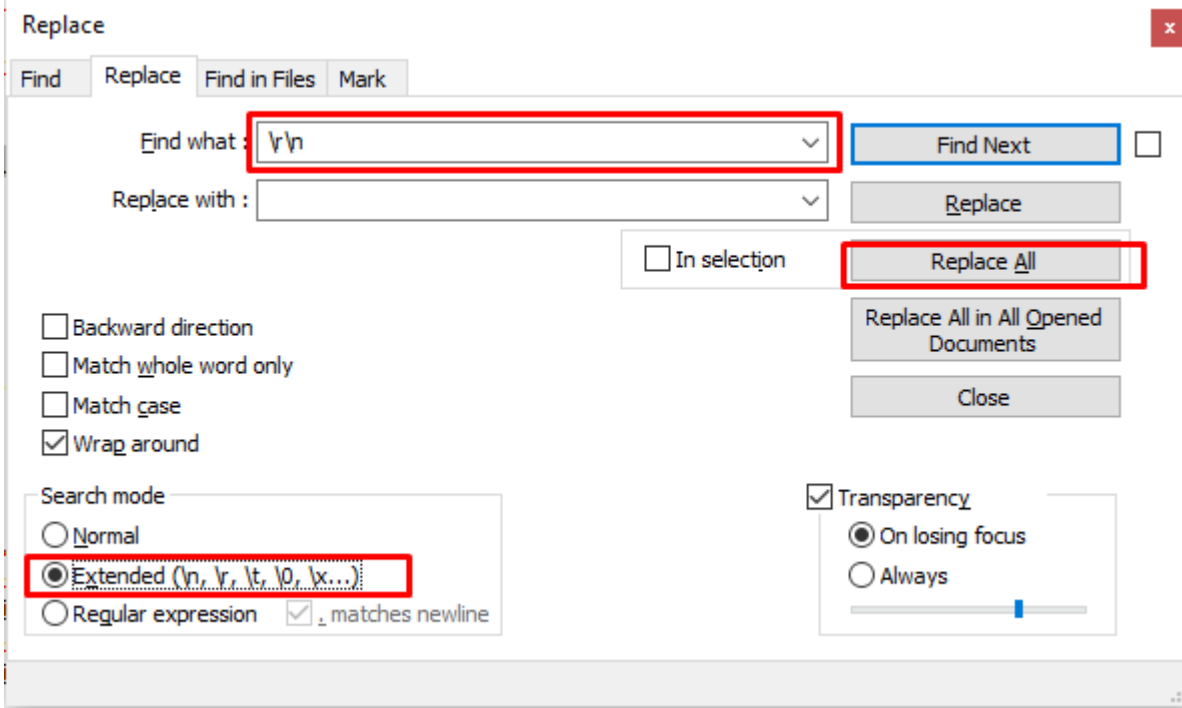 Replace
x
Find Replace Find in Files Mark
Find what : \r\n
Find Next
Replace with :
Replace
In selection
Replace All
Backward direction
Replace All in All Opened
Documents
Match whole word only
Match case
Close
Wrap around
Search mode
Transparency
Normal
On losing focus
Extended (\n, \r, \t, \0, \x...)
Always
Regular expression . matches newline